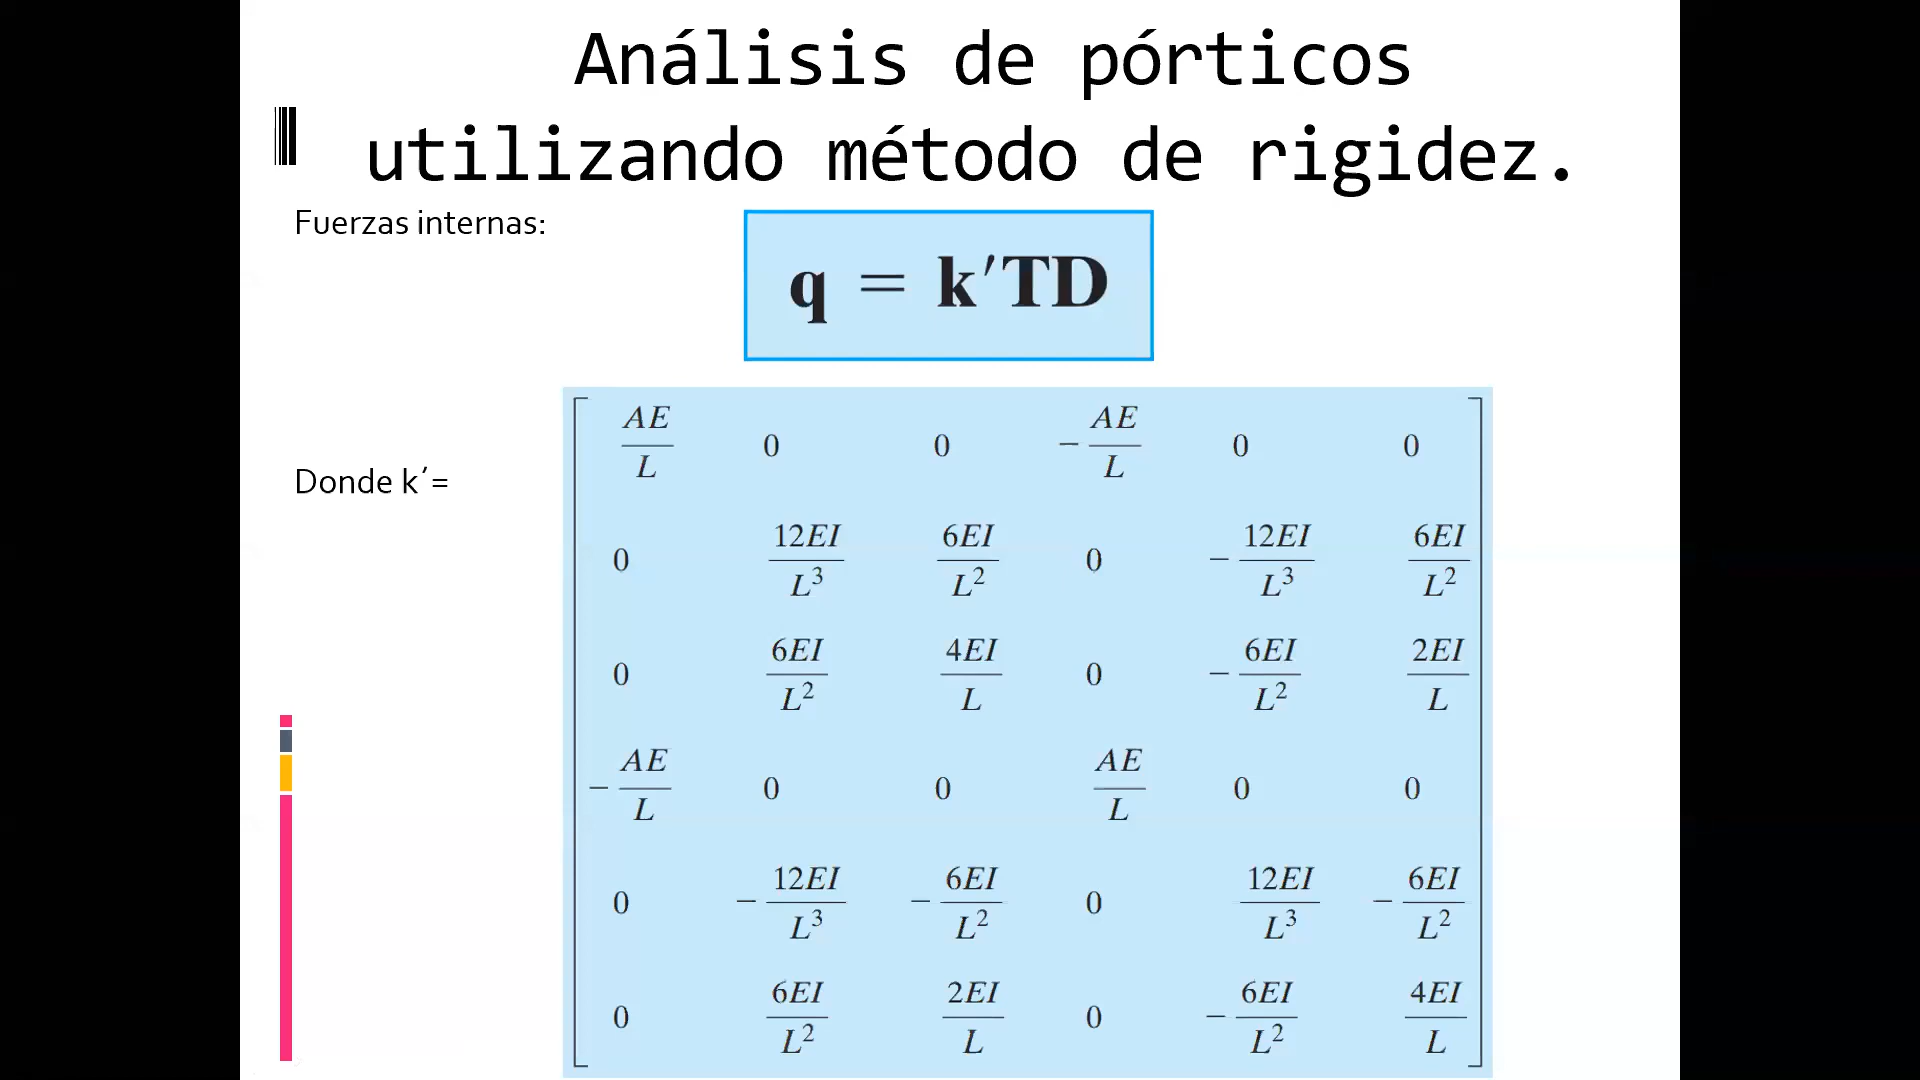 Análisis de pórticos
utilizando método de rigidez.
Fuerzas internas:
q = k′TD
Donde k´=
AE/L 0 0 −AE/L 0 0
0 12EI/L³ 6EI/L² 0 −12EI/L³ 6EI/L²
0 6EI/L² 4EI/L 0 −6EI/L² 2EI/L
−AE/L 0 0 AE/L 0 0
0 −12EI/L³ −6EI/L² 0 12EI/L³ −6EI/L²
0 6EI/L² 2EI/L 0 −6EI/L² 4EI/L